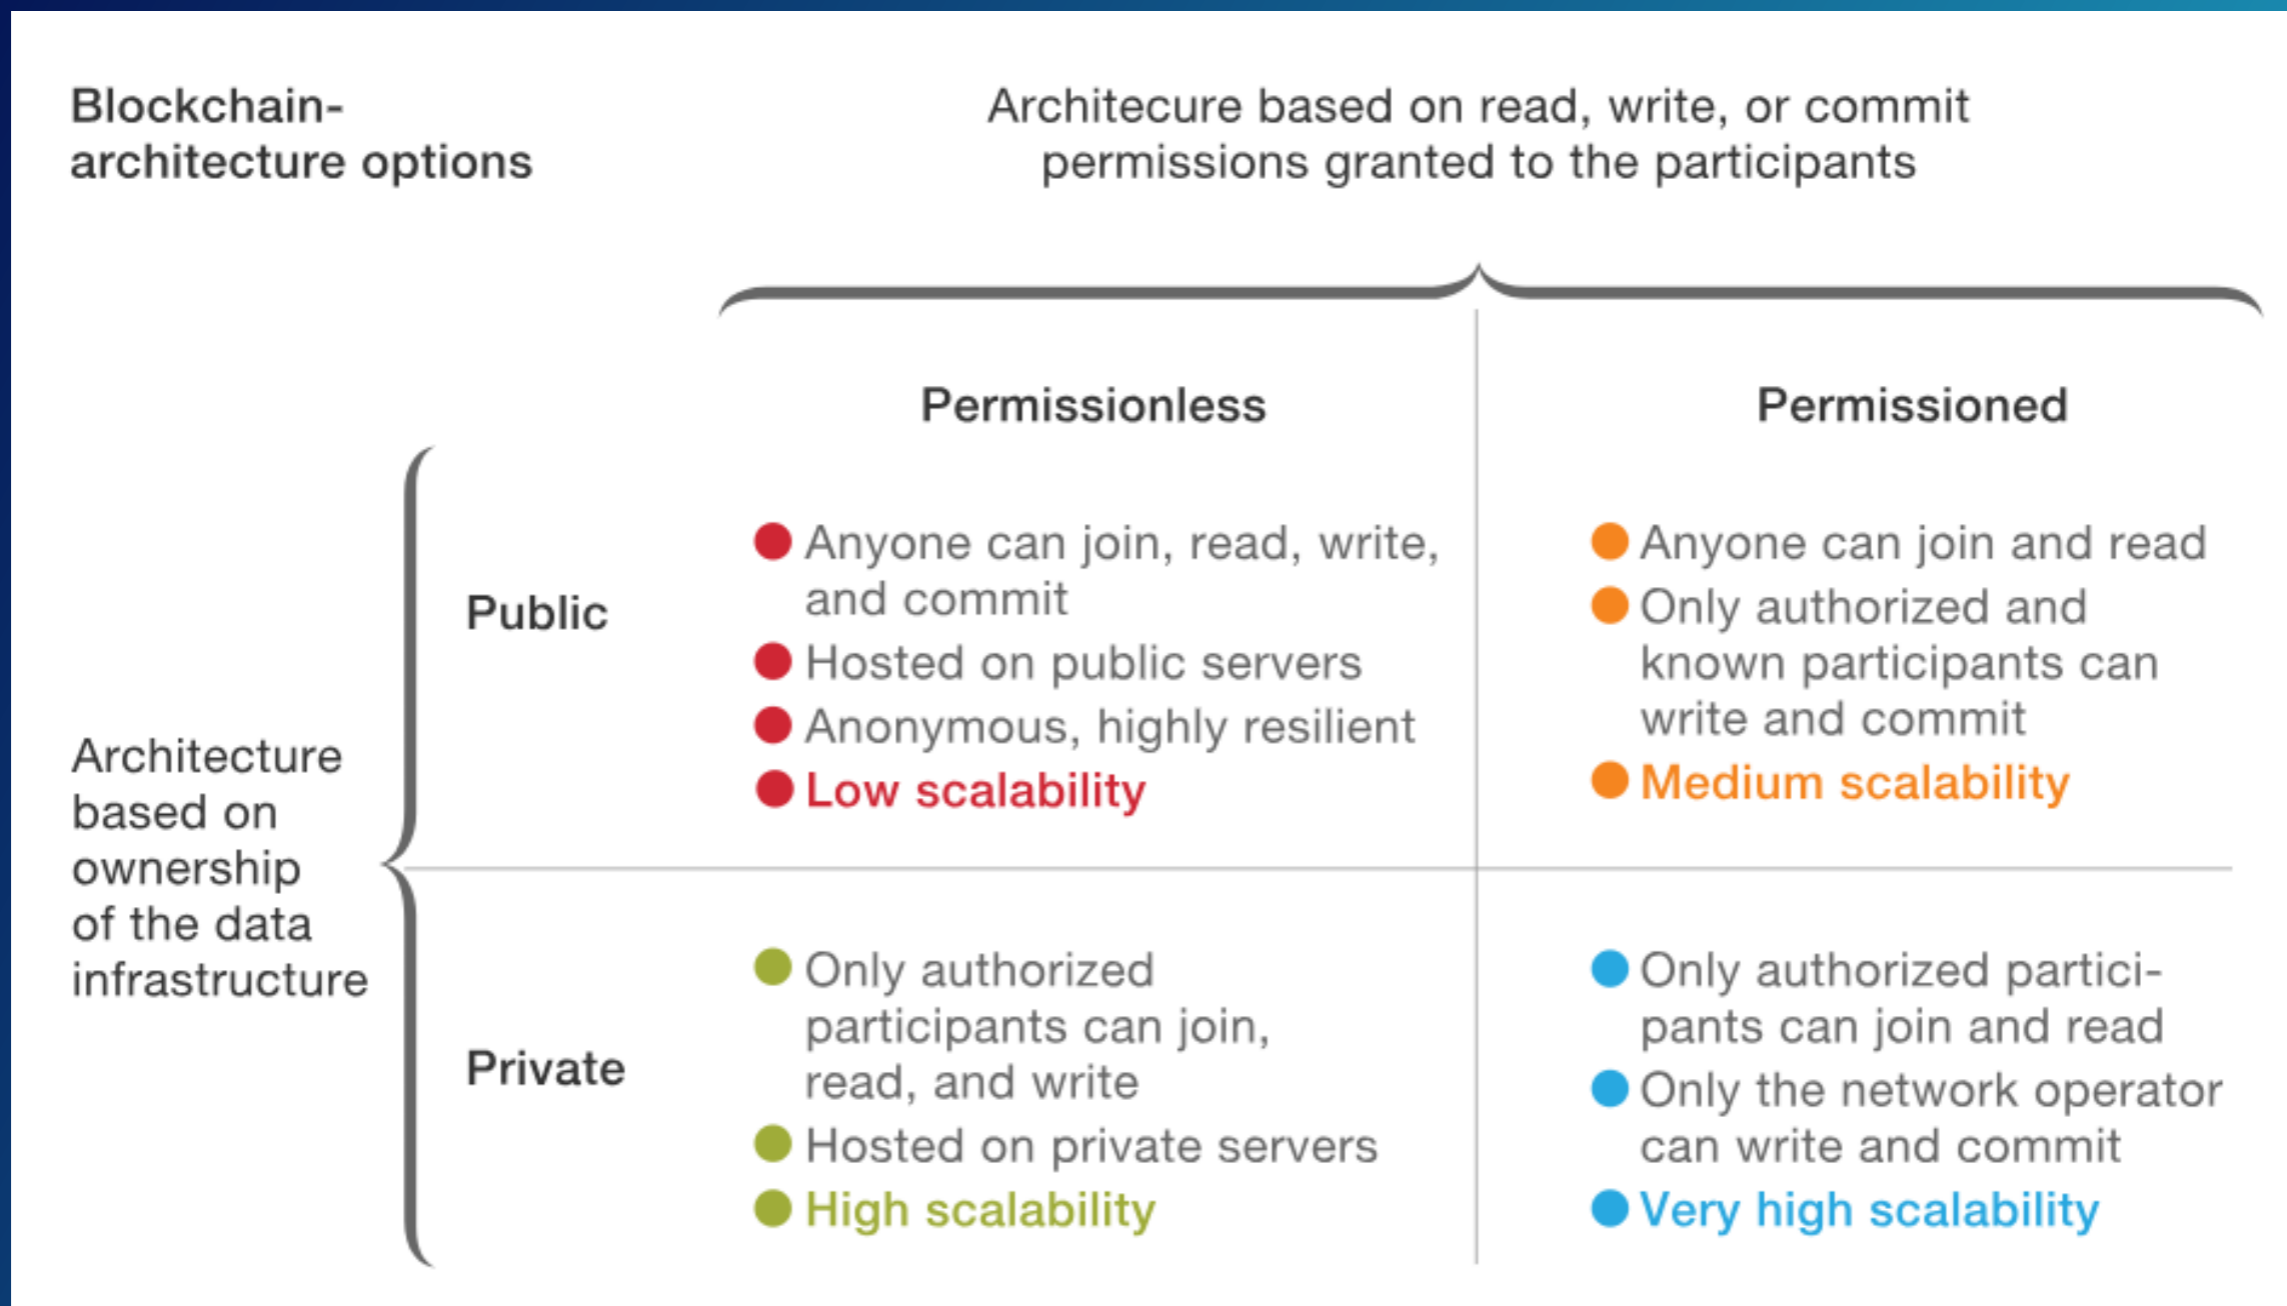 Blockchain-
architecture options
Architecure based on read, write, or commit
permissions granted to the participants
Permissionless
Permissioned
Public
Anyone can join, read, write,
and commit
Hosted on public servers
Anonymous, highly resilient
Low scalability
Anyone can join and read
Only authorized and
known participants can
write and commit
Medium scalability
Architecture
based on
ownership
of the data
infrastructure
Private
Only authorized
participants can join,
read, and write
Hosted on private servers
High scalability
Only authorized partici-
pants can join and read
Only the network operator
can write and commit
Very high scalability